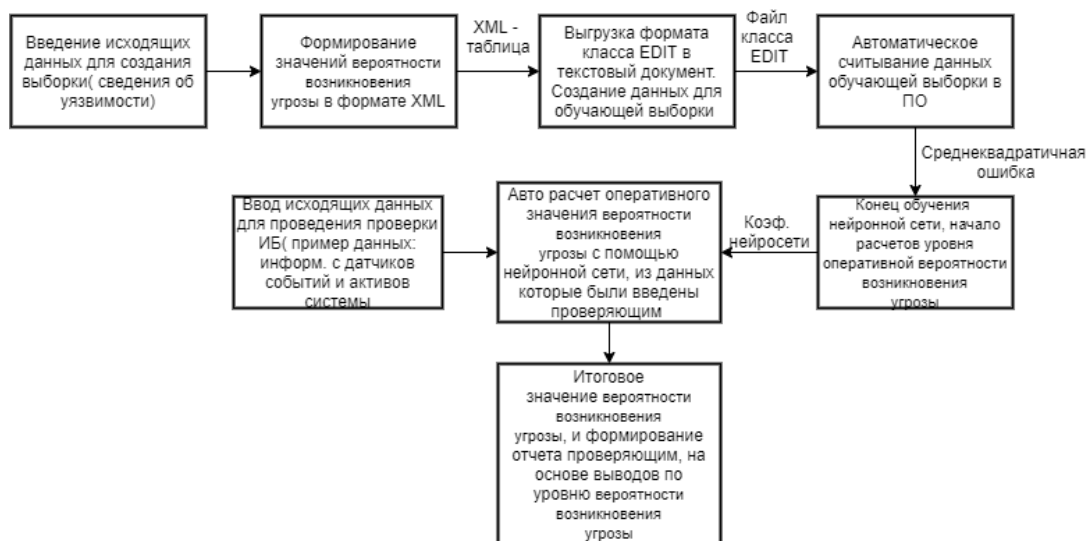 Введение исходящих
данных для создания
выборки( сведения об
уязвимости)
Формирование
значений вероятности
возникновения
угрозы в формате XML
XML -
таблица
Выгрузка формата
класса EDIT в
текстовый документ.
Создание данных для
обучающей выборки
Файл
класса
EDIT
Автоматическое
считывание данных
обучающей выборки в
ПО
Среднеквадратичная
ошибка
Конец обучения
нейронной сети, начало
расчетов уровня
оперативной вероятности
возникновения
угрозы
Коэф.
нейросети
Ввод исходящих данных
для проведения проверки
ИБ( пример данных:
информ. с датчиков
событий и активов
системы
Авто расчет оперативного
значения вероятности
возникновения
угрозы с помощью
нейронной сети, из данных
которые были введены
проверяющим
Итоговое
значение вероятности
возникновения
угрозы, и формирование
отчета проверяющим, на
основе выводов по
уровню вероятности
возникновения
угрозы